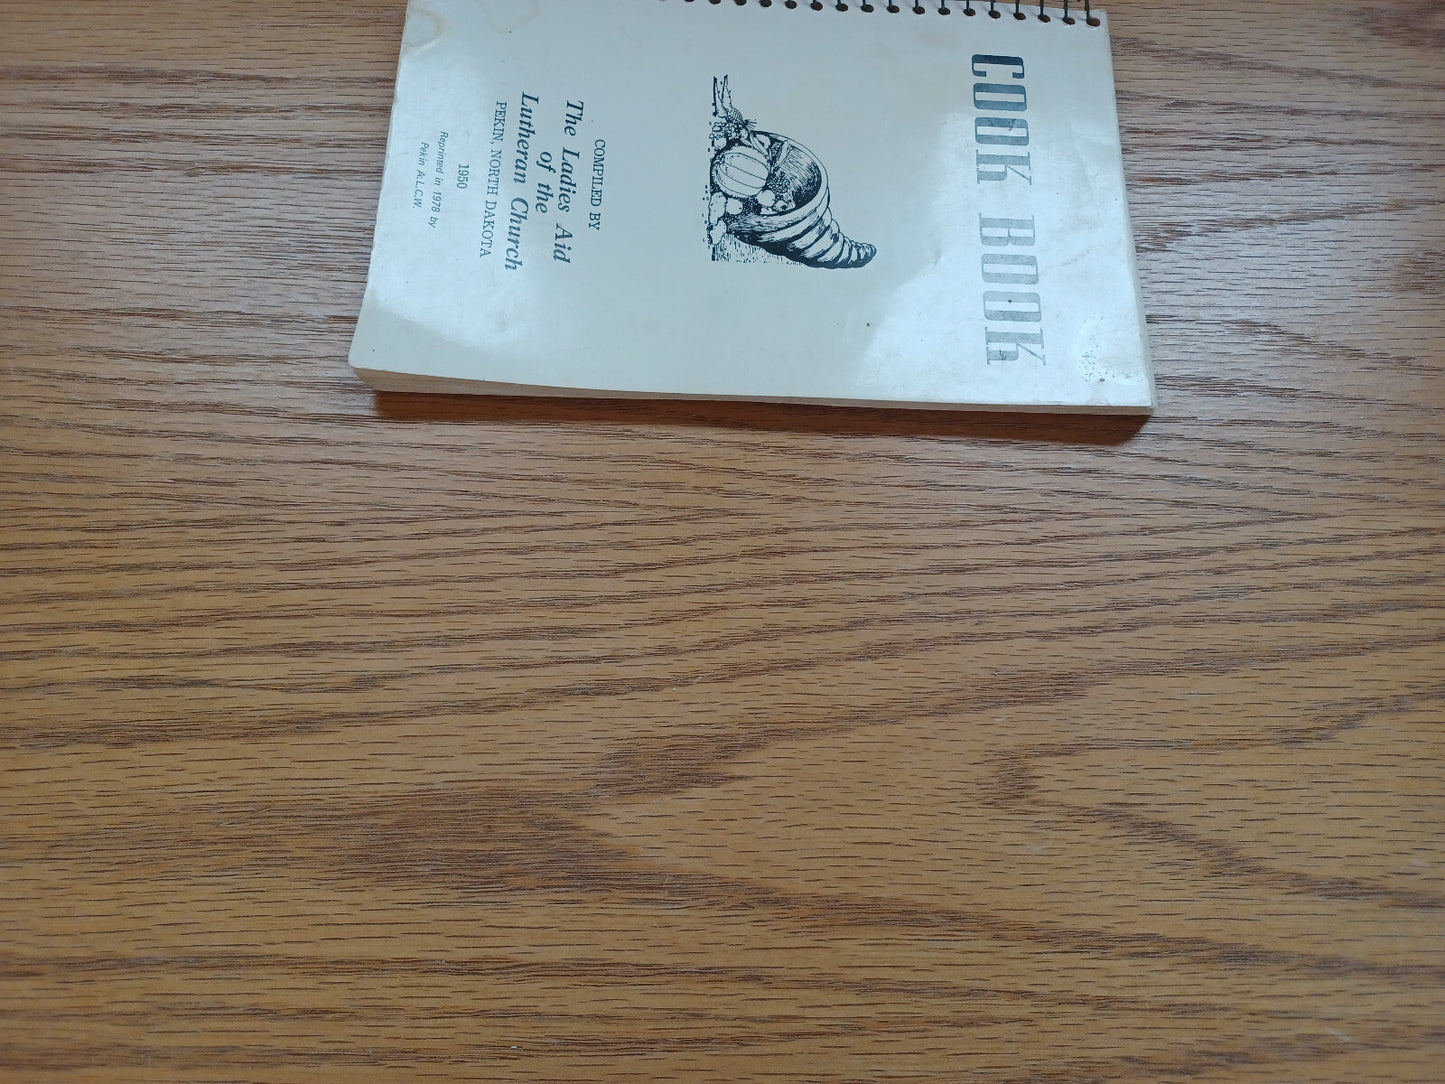 COOK BOOK
COMPILED BY
The Ladies Aid
of the
Lutheran Church
PEKIN, NORTH DAKOTA
1950
Reprinted in 1978 by
Pekin A.L.C.W.